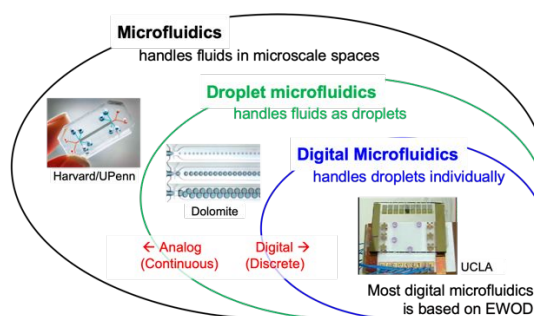 Microfluidics
handles fluids in microscale spaces
Droplet microfluidics
handles fluids as droplets
Digital Microfluidics
handles droplets individually
Harvard/UPenn
Dolomite
← Analog
(Continuous)
Digital →
(Discrete)
UCLA
Most digital microfluidics
is based on EWOD